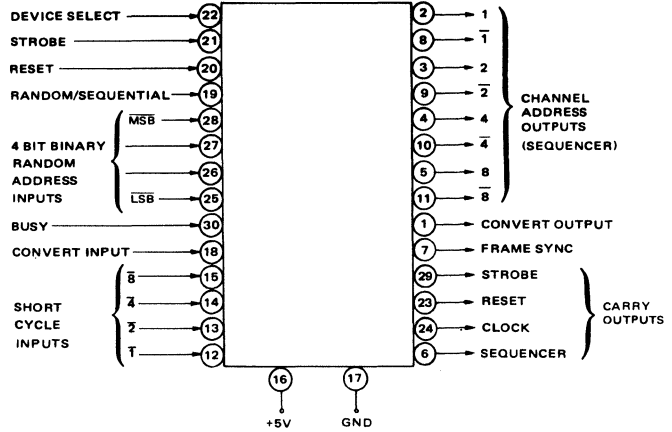 DEVICE SELECT 22
STROBE 21
RESET 20
RANDOM/SEQUENTIAL 19
4 BIT BINARY
RANDOM
ADDRESS
INPUTS
M̅S̅B̅ 28
27
26
L̅S̅B̅ 25
BUSY 30
CONVERT INPUT 18
SHORT
CYCLE
INPUTS
8̅ 15
4̅ 14
2̅ 13
1̅ 12
2 1
8 1̅
3 2
9 2̅
4 4
10 4̅
5 8
11 8̅
CHANNEL
ADDRESS
OUTPUTS
(SEQUENCER)
1 CONVERT OUTPUT
7 FRAME SYNC
29 STROBE
23 RESET
24 CLOCK
6 SEQUENCER
CARRY
OUTPUTS
16 17
+5V GND